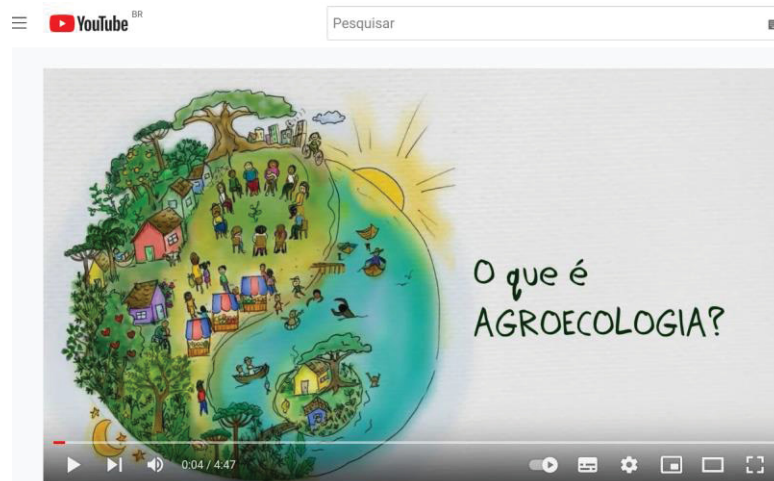 YouTube BR
Pesquisar
O que é
AGROECOLOGIA?
0:04 / 4:47